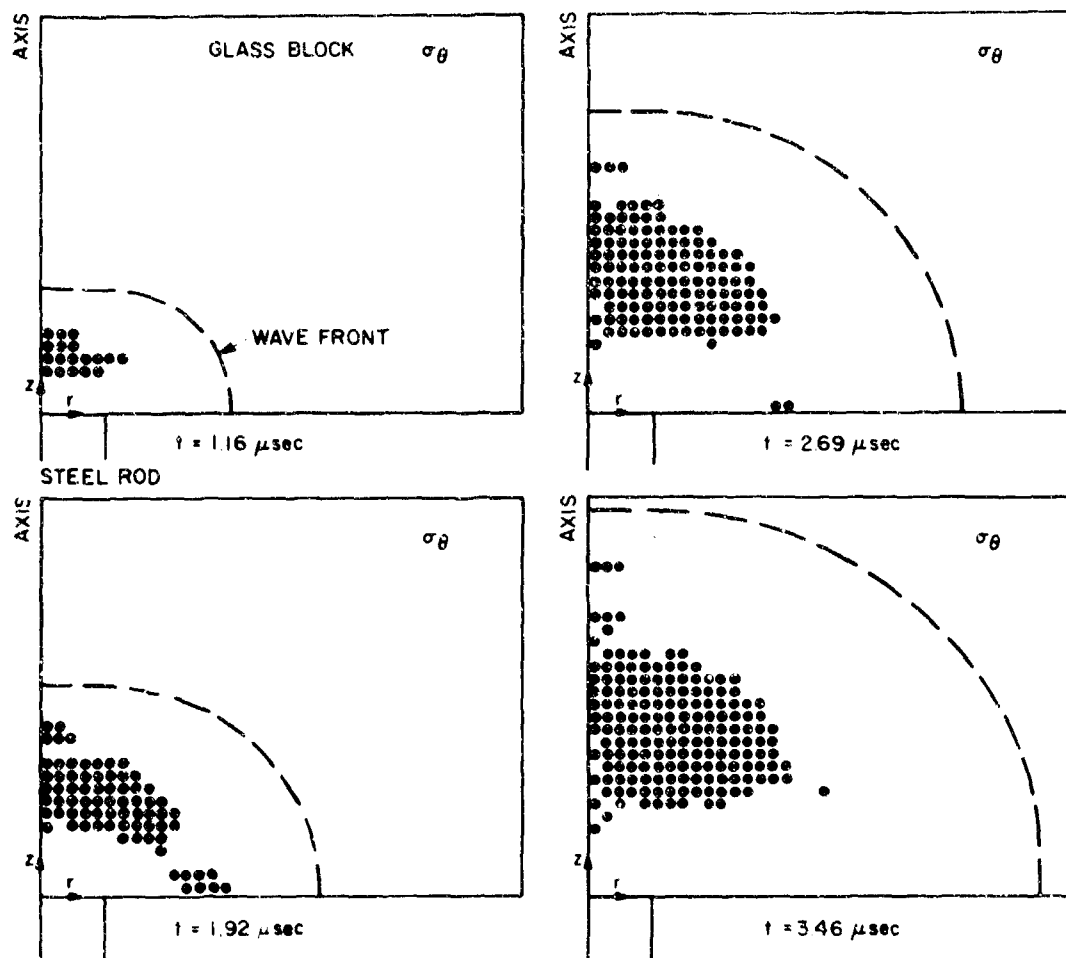 AXIS
GLASS BLOCK
σθ
WAVE FRONT
z
r
t = 1.16 μsec
STEEL ROD
AXIS
σθ
z
r
t = 2.69 μsec
AXIS
σθ
z
r
t = 1.92 μsec
AXIS
σθ
z
r
t = 3.46 μsec